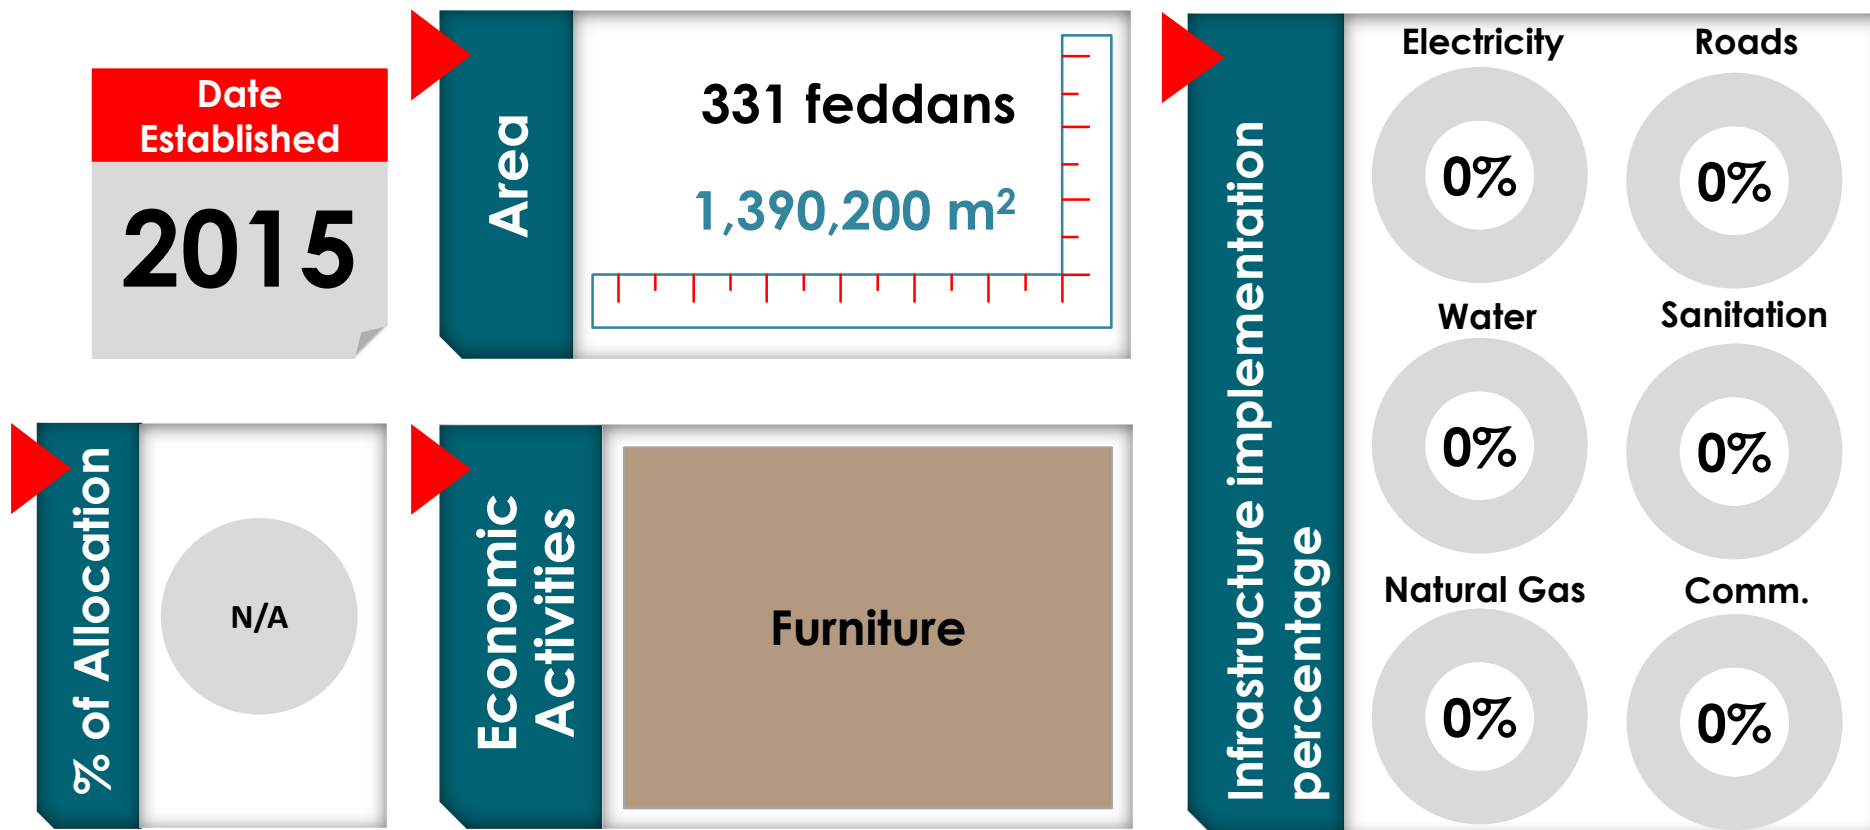 Date
Established
2015
Area
331 feddans
1,390,200 m²
% of Allocation
N/A
Economic
Activities
Furniture
Infrastructure implementation
percentage
Electricity
0%
Roads
0%
Water
0%
Sanitation
0%
Natural Gas
0%
Comm.
0%